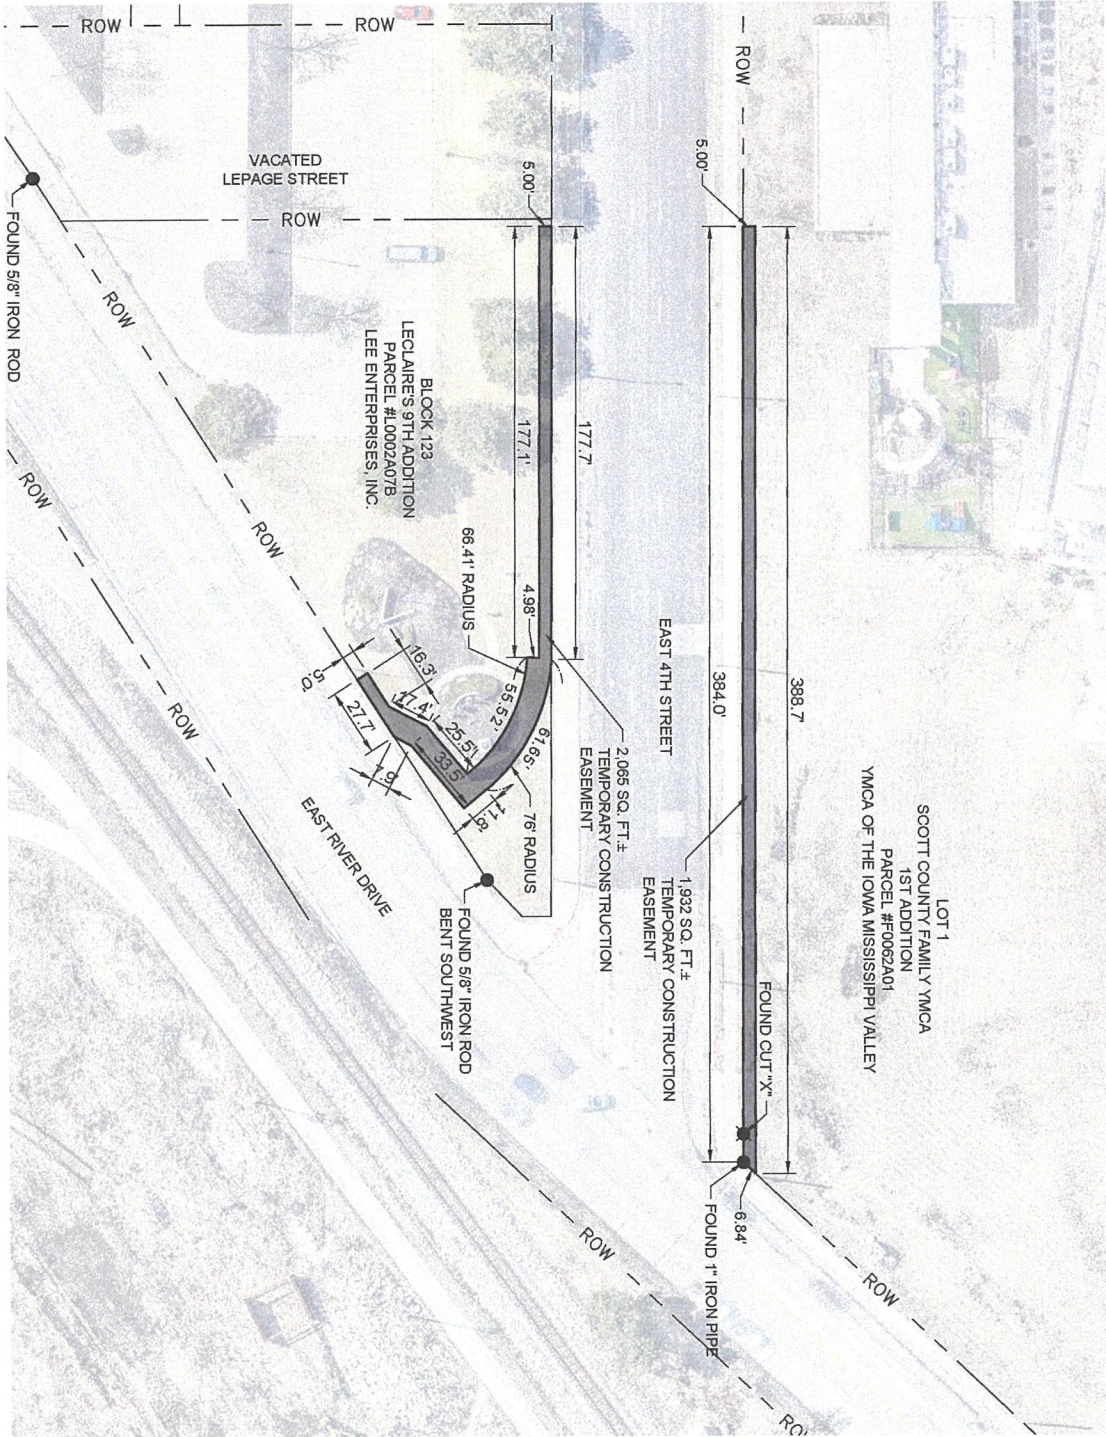 ROW
ROW
ROW
VACATED
LEPAGE STREET
ROW
5.00'
5.00'
FOUND 5/8" IRON ROD
ROW
ROW
ROW
ROW
BLOCK 123
LECLAIRE'S 9TH ADDITION
PARCEL #L0002A07B
LEE ENTERPRISES, INC.
177.1'
177.7'
384.0'
388.7'
EAST 4TH STREET
66.41' RADIUS
4.98'
55.52'
61.65'
76' RADIUS
16.3'
17.4'
25.5'
33.5'
11.8'
5.0'
27.7'
7.9'
2,065 SQ. FT.±
TEMPORARY CONSTRUCTION
EASEMENT
1,932 SQ. FT.±
TEMPORARY CONSTRUCTION
EASEMENT
LOT 1
SCOTT COUNTY FAMILY YMCA
1ST ADDITION
PARCEL #F0062A01
YMCA OF THE IOWA MISSISSIPPI VALLEY
EAST RIVER DRIVE
FOUND 5/8" IRON ROD
BENT SOUTHWEST
FOUND CUT "X"
6.84'
FOUND 1" IRON PIPE
ROW
ROW
ROW